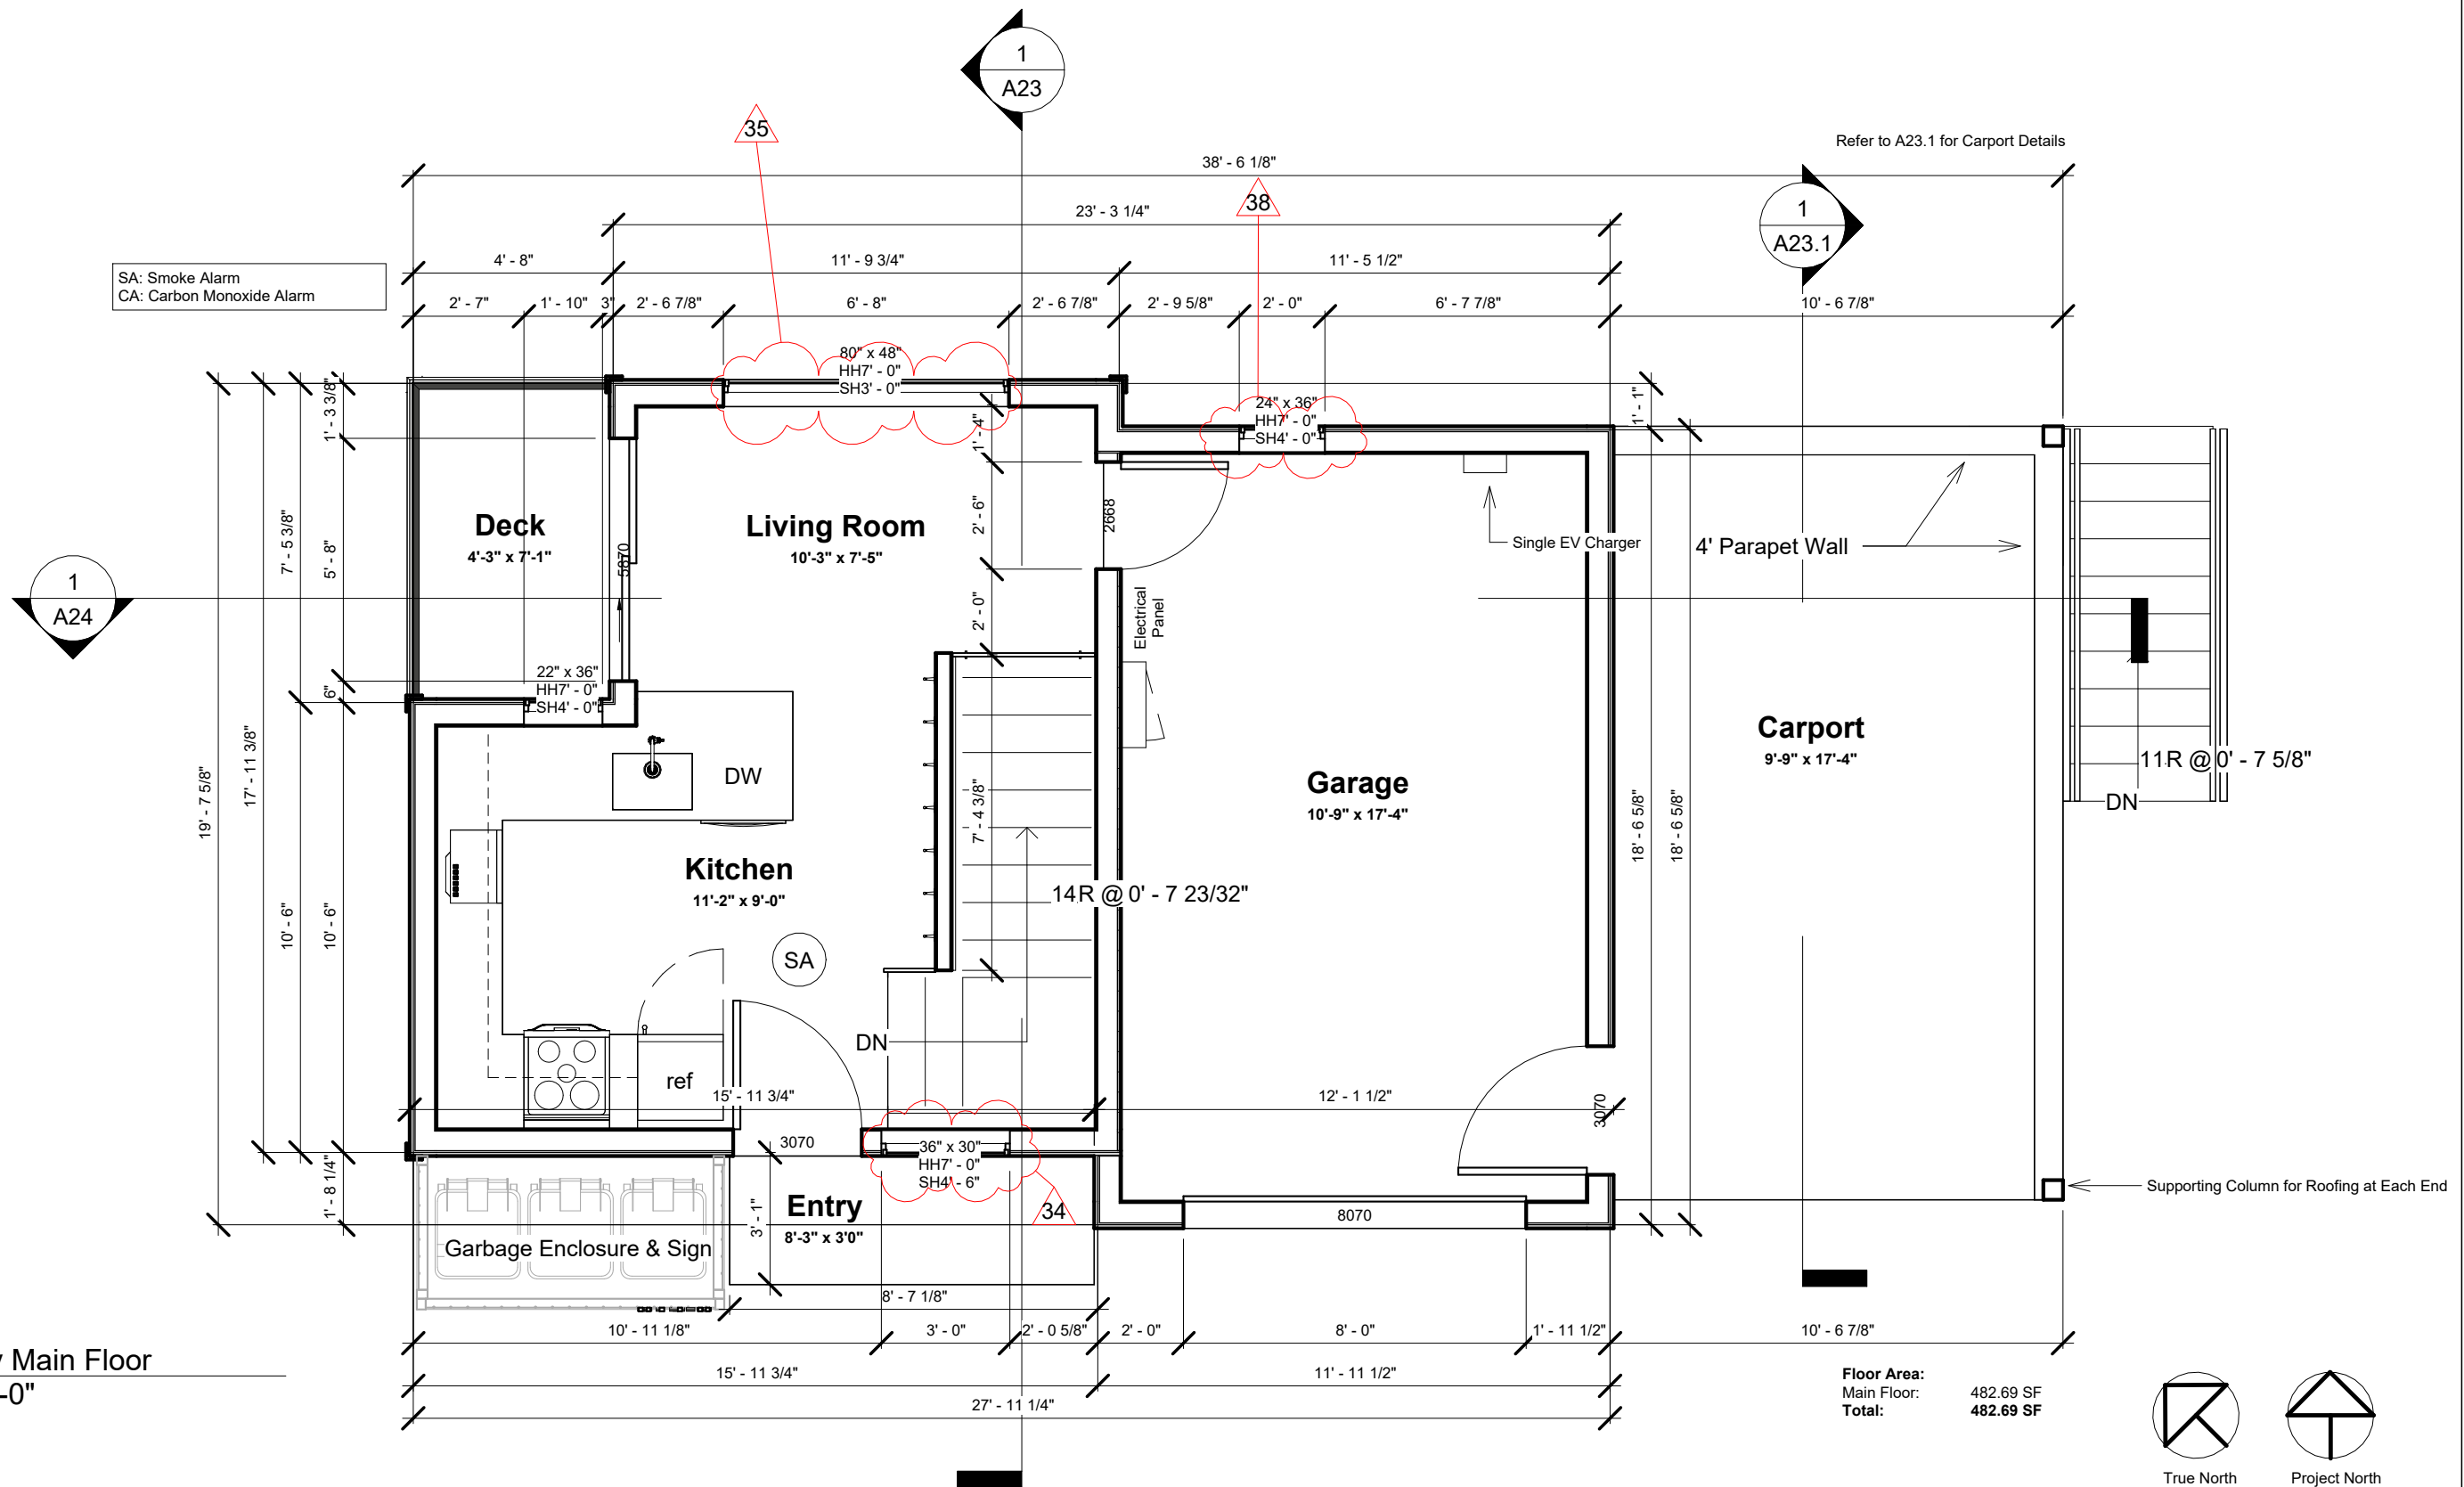 1
A23
35
Refer to A23.1 for Carport Details
38' - 6 1/8"
38
23' - 3 1/4"
1
A23.1
SA: Smoke Alarm
CA: Carbon Monoxide Alarm
4' - 8"
11' - 9 3/4"
11' - 5 1/2"
2' - 7"
1' - 10"
3"
2' - 6 7/8"
6' - 8"
2' - 6 7/8"
2' - 9 5/8"
2' - 0"
6' - 7 7/8"
10' - 6 7/8"
80" x 48"
HH7' - 0"
SH3' - 0"
24" x 36"
HH7' - 0"
SH4' - 0"
1' - 1"
1' - 3 3/8"
1' - 4"
Deck
4'-3" x 7'-1"
Living Room
10'-3" x 7'-5"
2' - 6"
2668
Single EV Charger
4' Parapet Wall
7' - 5 3/8"
5' - 8"
5870
1
A24
2' - 0"
Electrical
Panel
22" x 36"
HH7' - 0"
SH4' - 0"
6"
17' - 11 3/8"
19' - 7 5/8"
DW
7' - 4 3/8"
Garage
10'-9" x 17'-4"
Carport
9'-9" x 17'-4"
11R @ 0' - 7 5/8"
DN
18' - 6 5/8"
18' - 6 5/8"
Kitchen
11'-2" x 9'-0"
14R @ 0' - 7 23/32"
10' - 6"
10' - 6"
SA
DN
ref
15' - 11 3/4"
12' - 1 1/2"
3070
3070
36" x 30"
HH7' - 0"
SH4' - 6"
34
1' - 8 1/4"
3' - 1"
Entry
8'-3" x 3'0"
8070
Supporting Column for Roofing at Each End
Garbage Enclosure & Sign
8' - 7 1/8"
10' - 11 1/8"
3' - 0"
2' - 0 5/8"
2' - 0"
8' - 0"
1' - 11 1/2"
10' - 6 7/8"
Main Floor
-0"
15' - 11 3/4"
11' - 11 1/2"
27' - 11 1/4"
Floor Area:
Main Floor: 482.69 SF
Total: 482.69 SF
True North
Project North